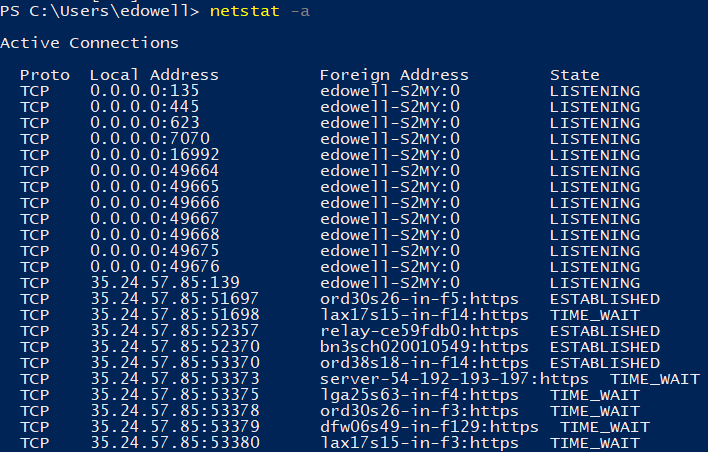 PS C:\Users\edowell> netstat -a
Active Connections
Proto Local Address Foreign Address State
TCP 0.0.0.0:135 edowell-S2MY:0 LISTENING
TCP 0.0.0.0:445 edowell-S2MY:0 LISTENING
TCP 0.0.0.0:623 edowell-S2MY:0 LISTENING
TCP 0.0.0.0:7070 edowell-S2MY:0 LISTENING
TCP 0.0.0.0:16992 edowell-S2MY:0 LISTENING
TCP 0.0.0.0:49664 edowell-S2MY:0 LISTENING
TCP 0.0.0.0:49665 edowell-S2MY:0 LISTENING
TCP 0.0.0.0:49666 edowell-S2MY:0 LISTENING
TCP 0.0.0.0:49667 edowell-S2MY:0 LISTENING
TCP 0.0.0.0:49668 edowell-S2MY:0 LISTENING
TCP 0.0.0.0:49675 edowell-S2MY:0 LISTENING
TCP 0.0.0.0:49676 edowell-S2MY:0 LISTENING
TCP 35.24.57.85:139 edowell-S2MY:0 LISTENING
TCP 35.24.57.85:51697 ord30s26-in-f5:https ESTABLISHED
TCP 35.24.57.85:51698 lax17s15-in-f14:https TIME_WAIT
TCP 35.24.57.85:52357 relay-ce59fdb0:https ESTABLISHED
TCP 35.24.57.85:52370 bn3sch020010549:https ESTABLISHED
TCP 35.24.57.85:53370 ord38s18-in-f14:https ESTABLISHED
TCP 35.24.57.85:53373 server-54-192-193-197:https TIME_WAIT
TCP 35.24.57.85:53375 lga25s63-in-f4:https TIME_WAIT
TCP 35.24.57.85:53378 ord30s26-in-f3:https TIME_WAIT
TCP 35.24.57.85:53379 dfw06s49-in-f129:https TIME_WAIT
TCP 35.24.57.85:53380 lax17s15-in-f3:https TIME_WAIT